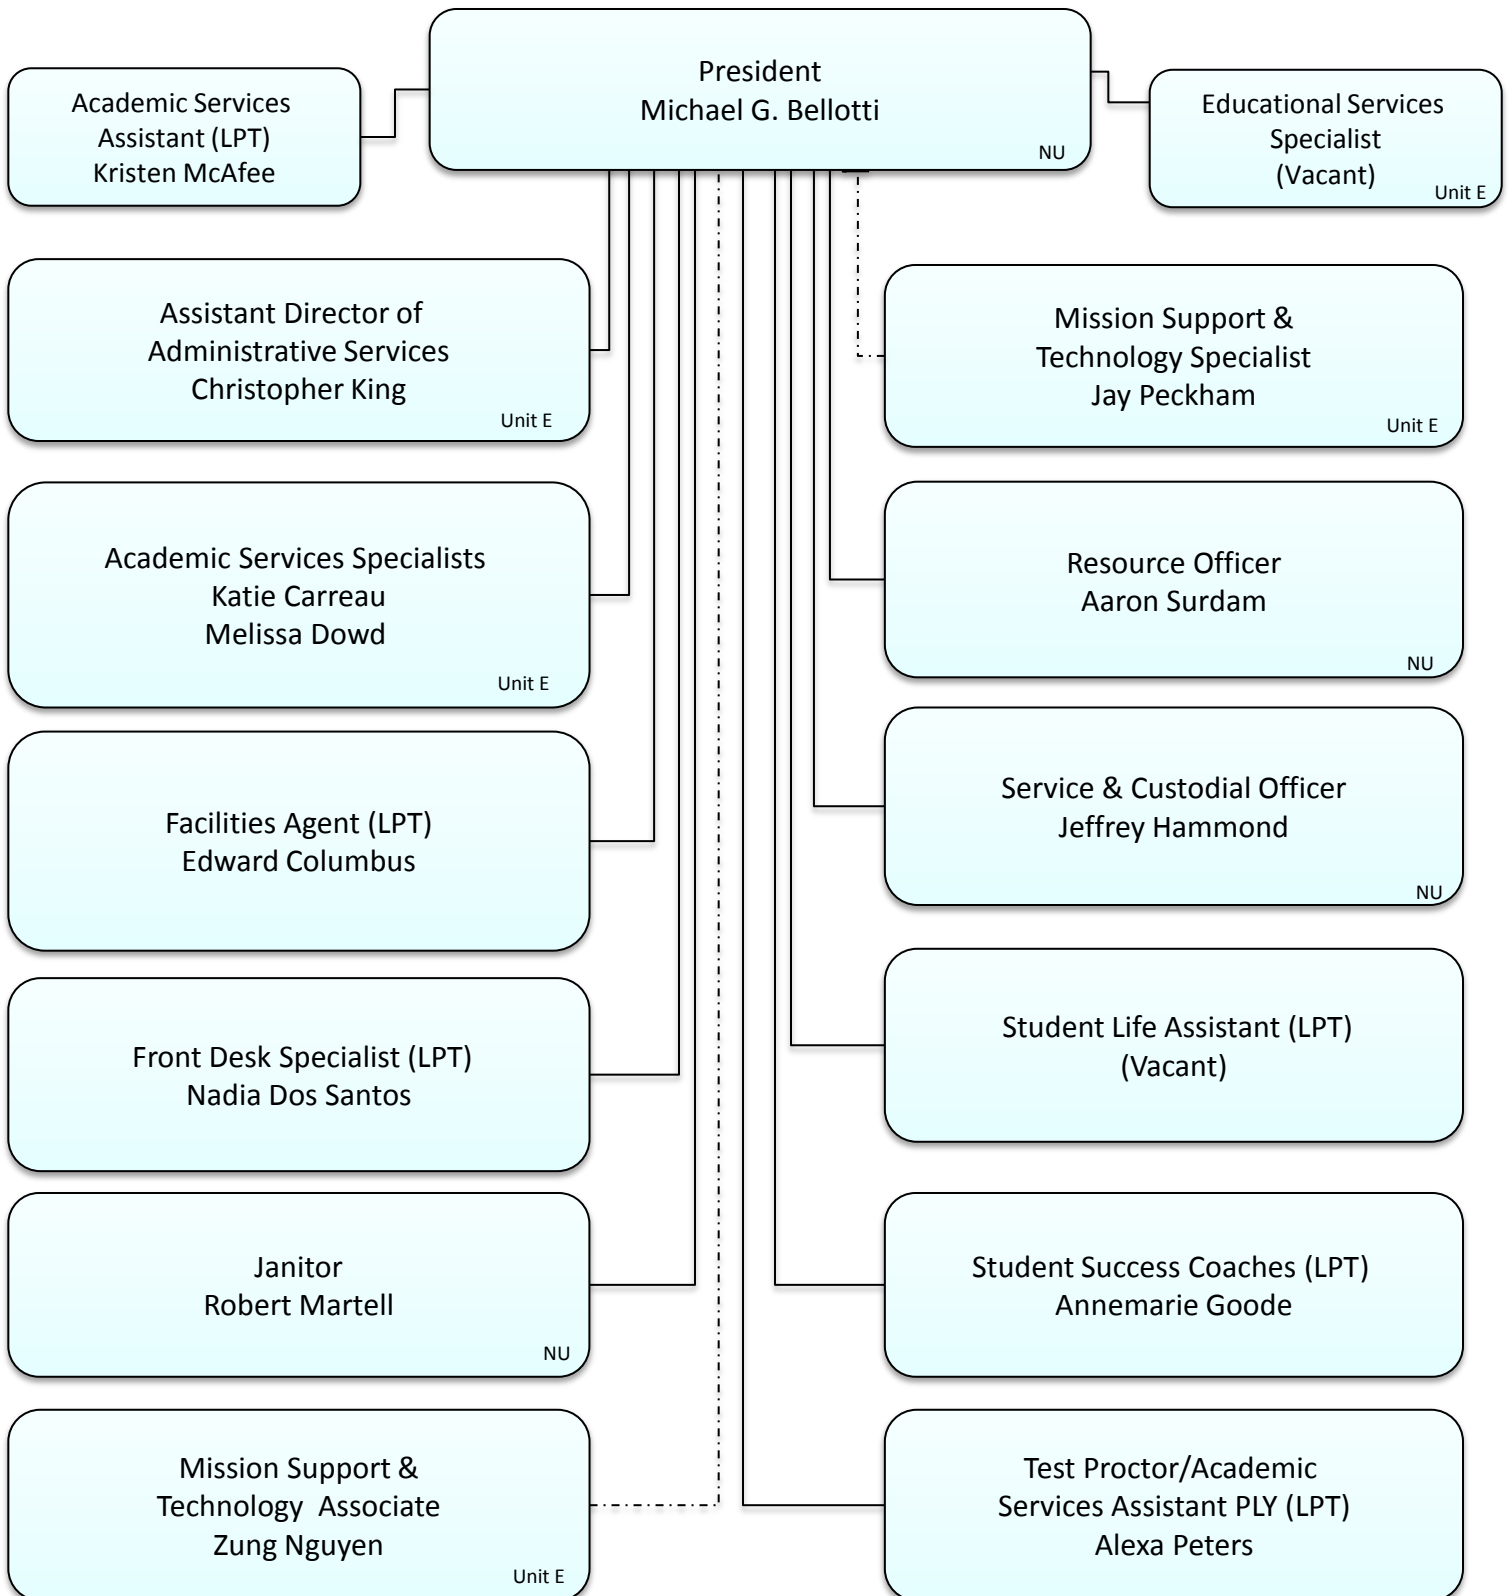 President
Michael G. Bellotti
NU
Academic Services
Assistant (LPT)
Kristen McAfee
Educational Services
Specialist
(Vacant)
Unit E
Assistant Director of
Administrative Services
Christopher King
Unit E
Mission Support &
Technology Specialist
Jay Peckham
Unit E
Academic Services Specialists
Katie Carreau
Melissa Dowd
Unit E
Resource Officer
Aaron Surdam
NU
Facilities Agent (LPT)
Edward Columbus
Service & Custodial Officer
Jeffrey Hammond
NU
Front Desk Specialist (LPT)
Nadia Dos Santos
Student Life Assistant (LPT)
(Vacant)
Janitor
Robert Martell
NU
Student Success Coaches (LPT)
Annemarie Goode
Mission Support &
Technology  Associate
Zung Nguyen
Unit E
Test Proctor/Academic
Services Assistant PLY (LPT)
Alexa Peters